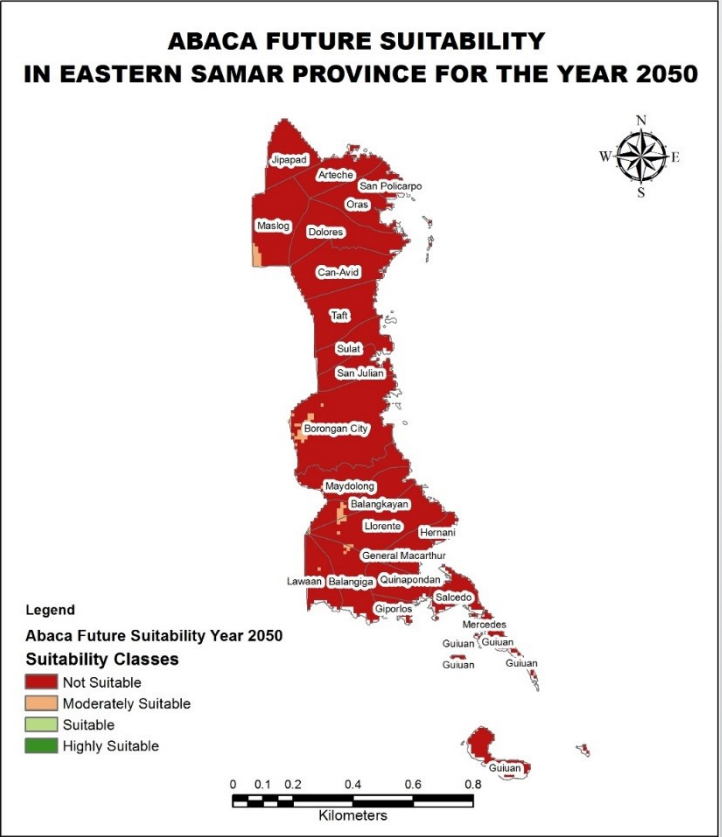 ABACA FUTURE SUITABILITY
IN EASTERN SAMAR PROVINCE FOR THE YEAR 2050
N
W E
S
Jipapad
Arteche
San Policarpo
Oras
Maslog
Dolores
Can-Avid
Taft
Sulat
San Julian
Borongan City
Maydolong
Balangkayan
Llorente
Hernani
General Macarthur
Lawaan
Balangiga
Quinapondan
Salcedo
Giporlos
Mercedes
Guiuan
Guiuan
Guiuan
Guiuan
Guiuan
Legend
Abaca Future Suitability Year 2050
Suitability Classes
Not Suitable
Moderately Suitable
Suitable
Highly Suitable
0 0.1 0.2 0.4 0.6 0.8
Kilometers